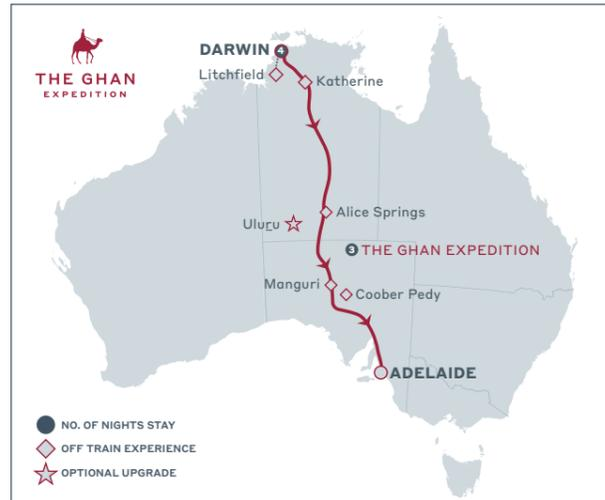 DARWIN 4
THE GHAN
EXPEDITION
Litchfield
Katherine
Alice Springs
Uluru
3 THE GHAN EXPEDITION
Manguri
Coober Pedy
ADELAIDE
NO. OF NIGHTS STAY
OFF TRAIN EXPERIENCE
OPTIONAL UPGRADE